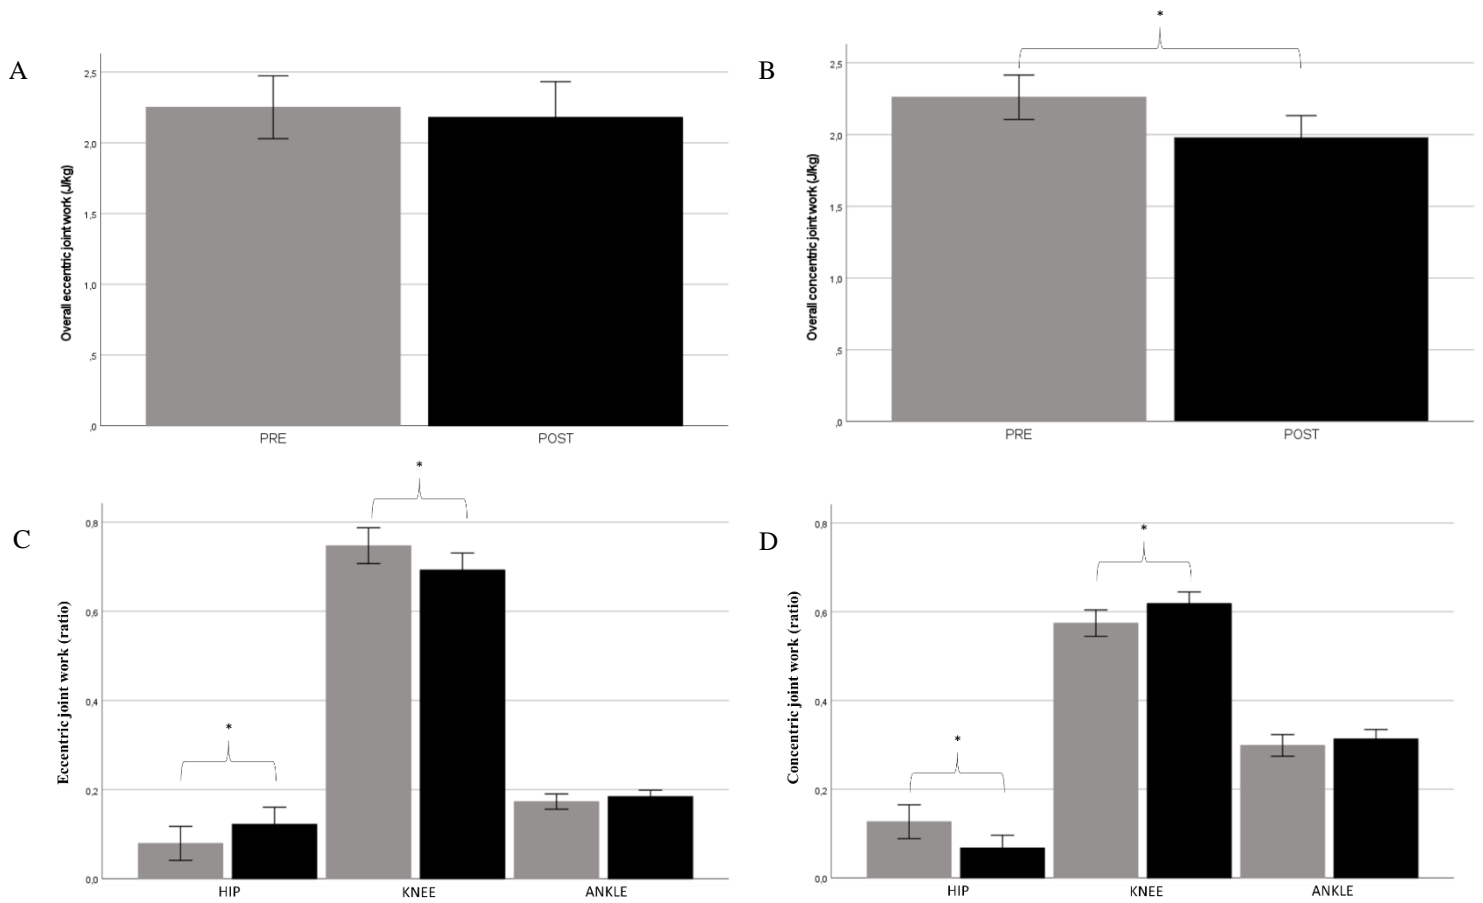 A
Overall eccentric joint work (J/kg)
2,5
2,0
1,5
1,0
,5
,0
PRE POST
B
*
Overall concentric joint work (J/kg)
2,5
2,0
1,5
1,0
,5
,0
PRE POST
C
Eccentric joint work (ratio)
*
*
0,8
0,6
0,4
0,2
0,0
HIP KNEE ANKLE
D
Concentric joint work (ratio)
*
*
0,8
0,6
0,4
0,2
0,0
HIP KNEE ANKLE